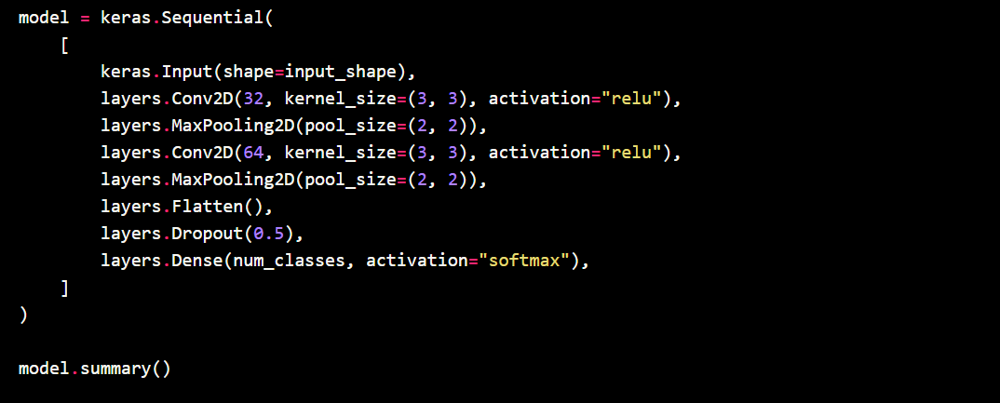 model = keras.Sequential(
    [
        keras.Input(shape=input_shape),
        layers.Conv2D(32, kernel_size=(3, 3), activation="relu"),
        layers.MaxPooling2D(pool_size=(2, 2)),
        layers.Conv2D(64, kernel_size=(3, 3), activation="relu"),
        layers.MaxPooling2D(pool_size=(2, 2)),
        layers.Flatten(),
        layers.Dropout(0.5),
        layers.Dense(num_classes, activation="softmax"),
    ]
)

model.summary()